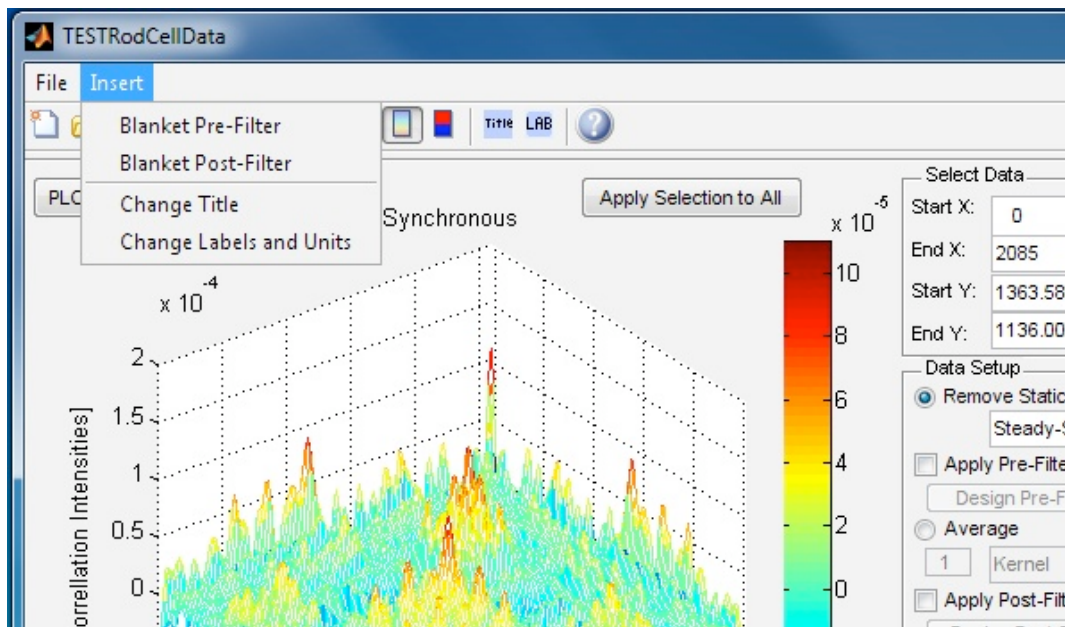 TESTRodCellData
File Insert
Blanket Pre-Filter
Blanket Post-Filter
Change Title
Change Labels and Units
Title LAB ?
PLO
Synchronous
Apply Selection to All
x 10-4
2
1.5
1
0.5
0
orrellation Intensities]
x 10-5
10
8
6
4
2
0
Select Data
Start X: 0
End X: 2085
Start Y: 1363.58
End Y: 1136.00
Data Setup
Remove Static
Steady-S
Apply Pre-Filte
Design Pre-F
Average
1 Kernel
Apply Post-Filt